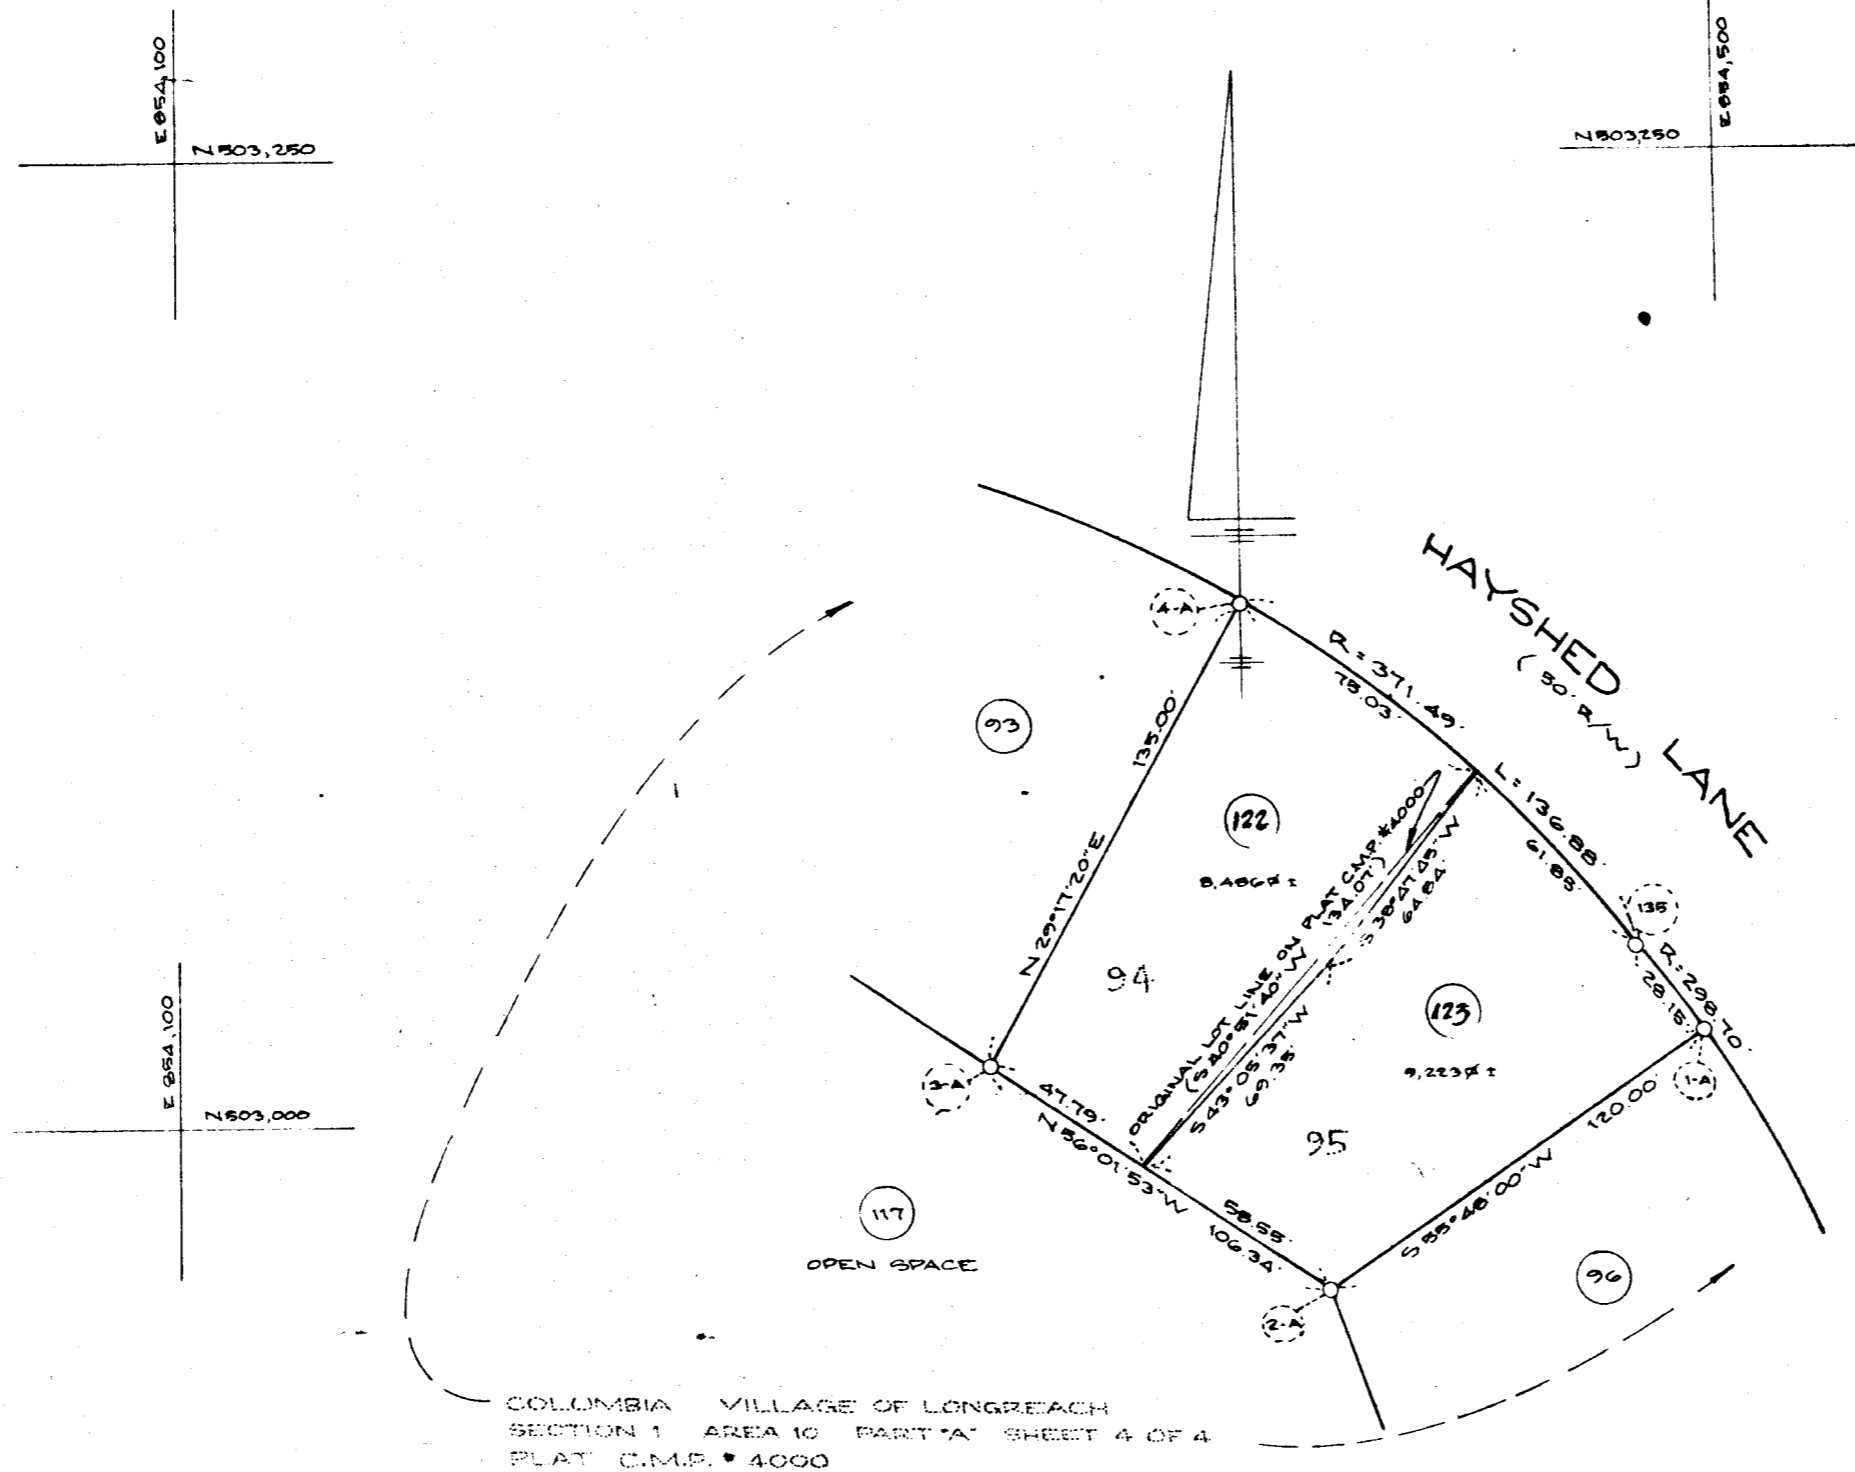 E 854,100
N 503,250
E 854,500
N 503,250
HAYSHED LANE
(50' R/W)
4-A
R = 371.49'
75.03'
L = 136.88'
61.85'
93
135.00'
N 29°17'20"E
122
8,486 ±
94
ORIGINAL LOT LINE ON PLAT C.M.P. #4000
(S 40°51'40"W 134.07')
S 38°47'45"W
64.84'
S 43°05'37"W
69.35'
135
R = 298.70'
28.15'
1-A
123
9,223 ±
95
120.00'
S 55°48'00"W
3-A
47.79'
N 56°01'53"W 106.34'
58.55'
2-A
96
E 854,100
N 503,000
117
OPEN SPACE
COLUMBIA VILLAGE OF LONGREACH
SECTION 1 AREA 10 PART "A" SHEET 4 OF 4
PLAT C.M.P. # 4000